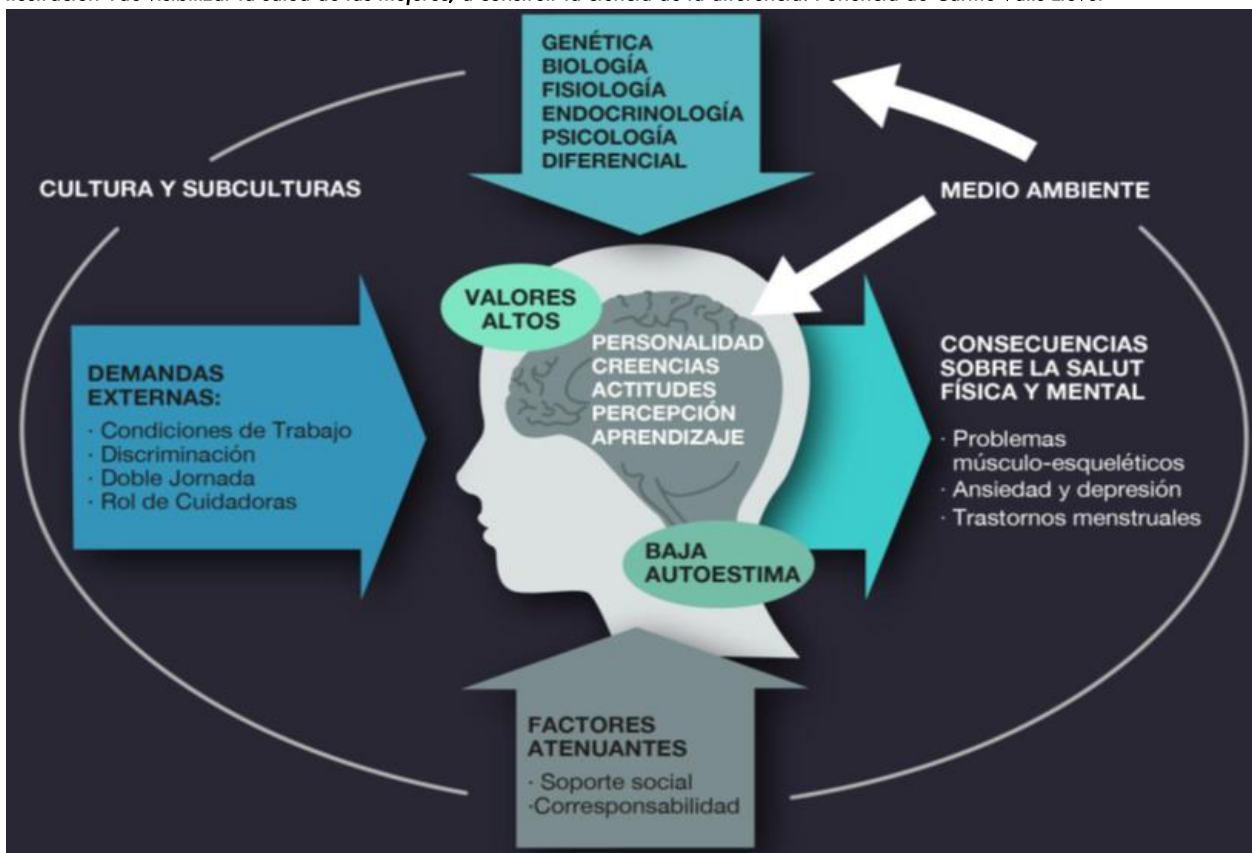 GENÉTICA
BIOLOGÍA
FISIOLOGÍA
ENDOCRINOLOGÍA
PSICOLOGÍA
DIFERENCIAL
CULTURA Y SUBCULTURAS
MEDIO AMBIENTE
VALORES
ALTOS
PERSONALIDAD
CREENCIAS
ACTITUDES
PERCEPCIÓN
APRENDIZAJE
DEMANDAS
EXTERNAS:
· Condiciones de Trabajo
· Discriminación
· Doble Jornada
· Rol de Cuidadoras
CONSECUENCIAS
SOBRE LA SALUT
FÍSICA Y MENTAL
· Problemas
músculo-esqueléticos
· Ansiedad y depresión
· Trastornos menstruales
BAJA
AUTOESTIMA
FACTORES
ATENUANTES
· Soporte social
·Corresponsabilidad